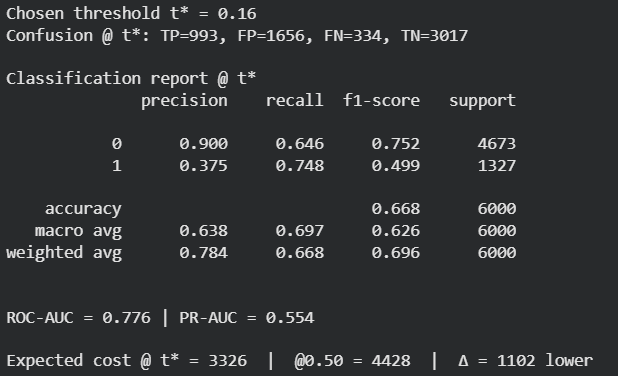 Chosen threshold t* = 0.16
Confusion @ t*: TP=993, FP=1656, FN=334, TN=3017
Classification report @ t*
precision recall f1-score support
0 0.900 0.646 0.752 4673
1 0.375 0.748 0.499 1327
accuracy 0.668 6000
macro avg 0.638 0.697 0.626 6000
weighted avg 0.784 0.668 0.696 6000
ROC-AUC = 0.776 | PR-AUC = 0.554
Expected cost @ t* = 3326 | @0.50 = 4428 | Δ = 1102 lower